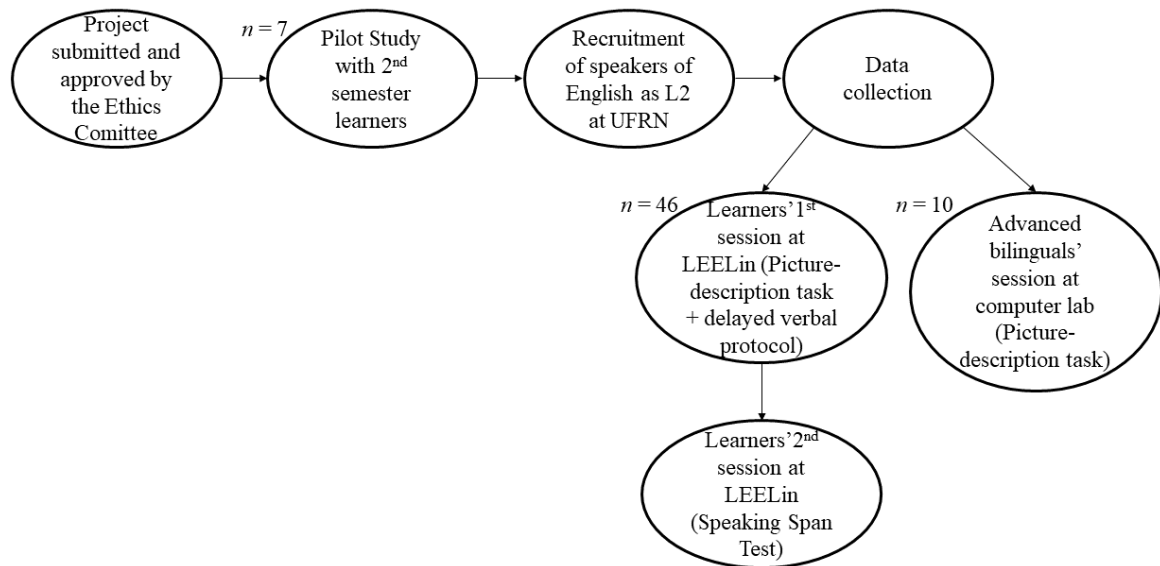 Project
submitted and
approved by
the Ethics
Comittee
n = 7
Pilot Study
with 2nd
semester
learners
Recruitment
of speakers of
English as L2
at UFRN
Data
collection
n = 46
Learners’1st
session at
LEELin (Picture-
description task
+ delayed verbal
protocol)
n = 10
Advanced
bilinguals’
session at
computer lab
(Picture-
description task)
Learners’2nd
session at
LEELin
(Speaking Span
Test)